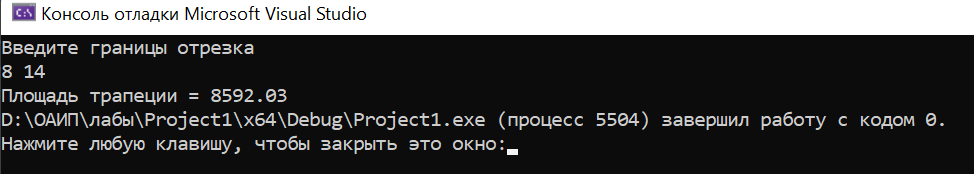 Консоль отладки Microsoft Visual Studio
Введите границы отрезка
8 14
Площадь трапеции = 8592.03
D:\ОАИП\лабы\Project1\x64\Debug\Project1.exe (процесс 5504) завершил работу с кодом 0.
Нажмите любую клавишу, чтобы закрыть это окно: